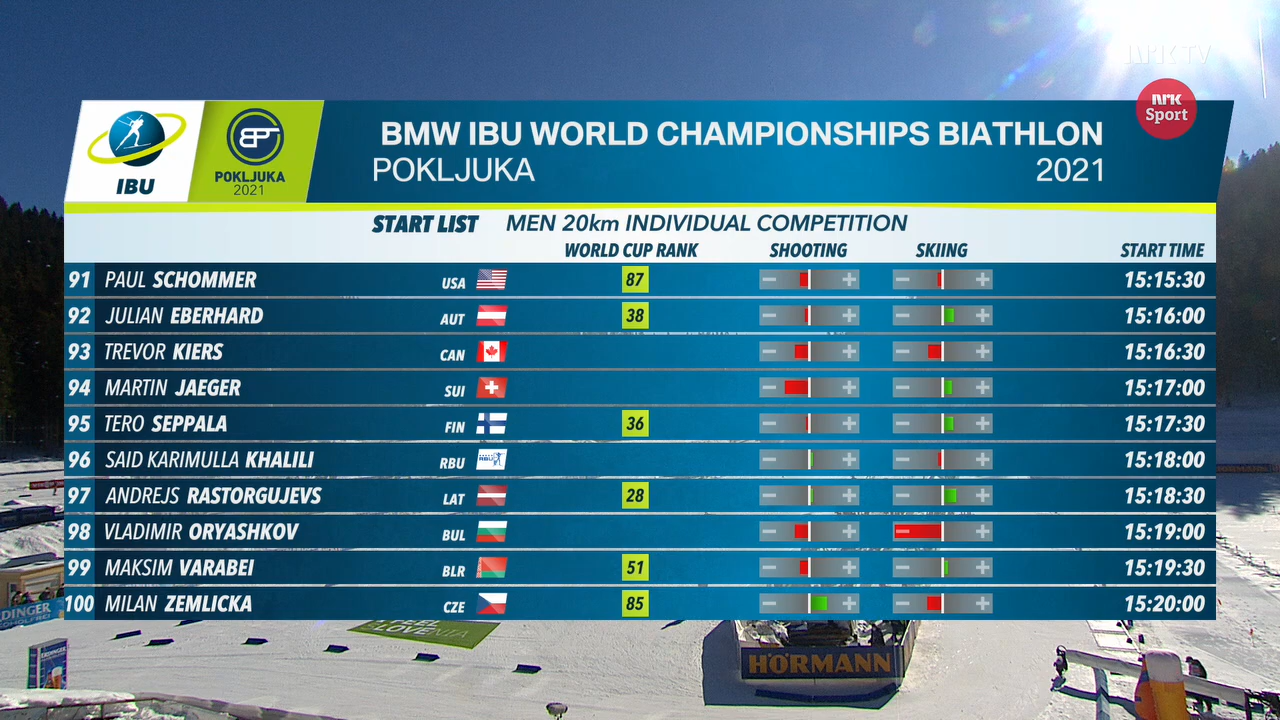 NRK TV
NRK
Sport
IBU
POKLJUKA
2021
BMW IBU WORLD CHAMPIONSHIPS BIATHLON
POKLJUKA 2021
START LIST MEN 20km INDIVIDUAL COMPETITION
WORLD CUP RANK SHOOTING SKIING START TIME
91 PAUL SCHOMMER USA 87 15:15:30
92 JULIAN EBERHARD AUT 38 15:16:00
93 TREVOR KIERS CAN 15:16:30
94 MARTIN JAEGER SUI 15:17:00
95 TERO SEPPALA FIN 36 15:17:30
96 SAID KARIMULLA KHALILI RBU RBU 15:18:00
97 ANDREJS RASTORGUJEVS LAT 28 15:18:30
98 VLADIMIR ORYASHKOV BUL 15:19:00
99 MAKSIM VARABEI BLR 51 15:19:30
100 MILAN ZEMLICKA CZE 85 15:20:00
HÖRMANN
HÖRMANN